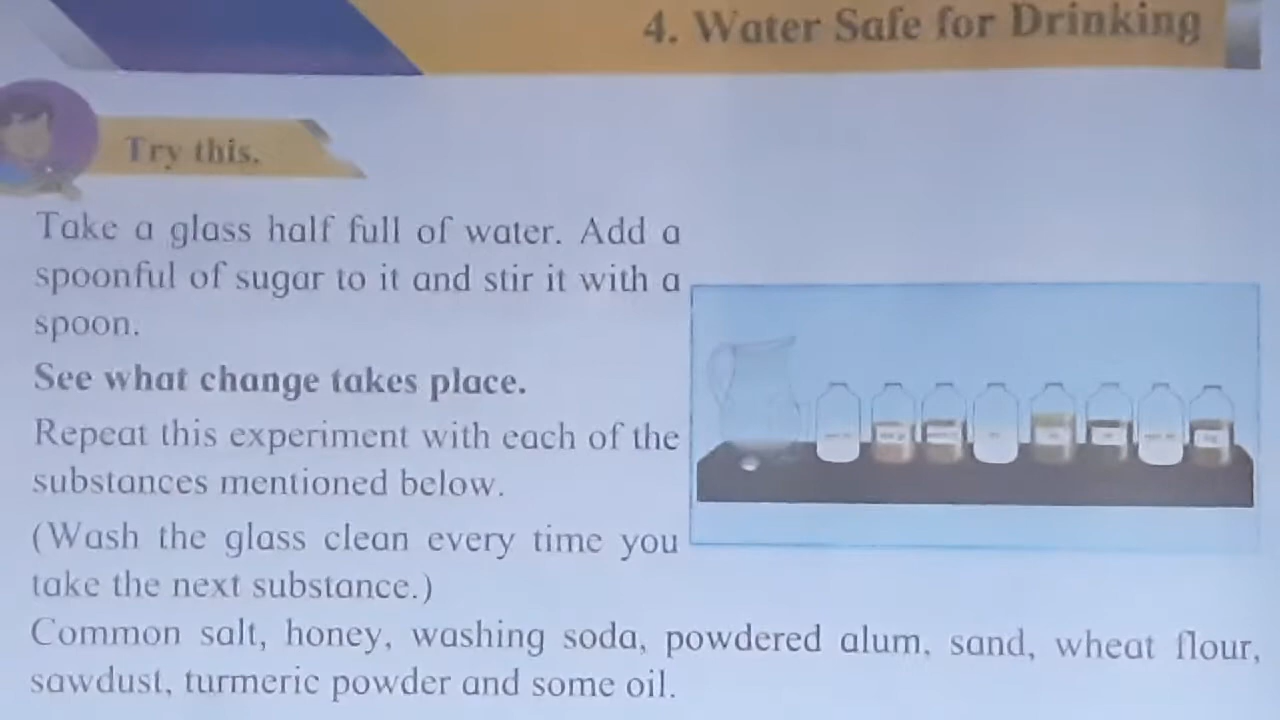 4. Water Safe for Drinking
Try this.
Take a glass half full of water. Add a
spoonful of sugar to it and stir it with a
spoon.
See what change takes place.
Repeat this experiment with each of the
substances mentioned below.
(Wash the glass clean every time you
take the next substance.)
Common salt, honey, washing soda, powdered alum, sand, wheat flour,
sawdust, turmeric powder and some oil.